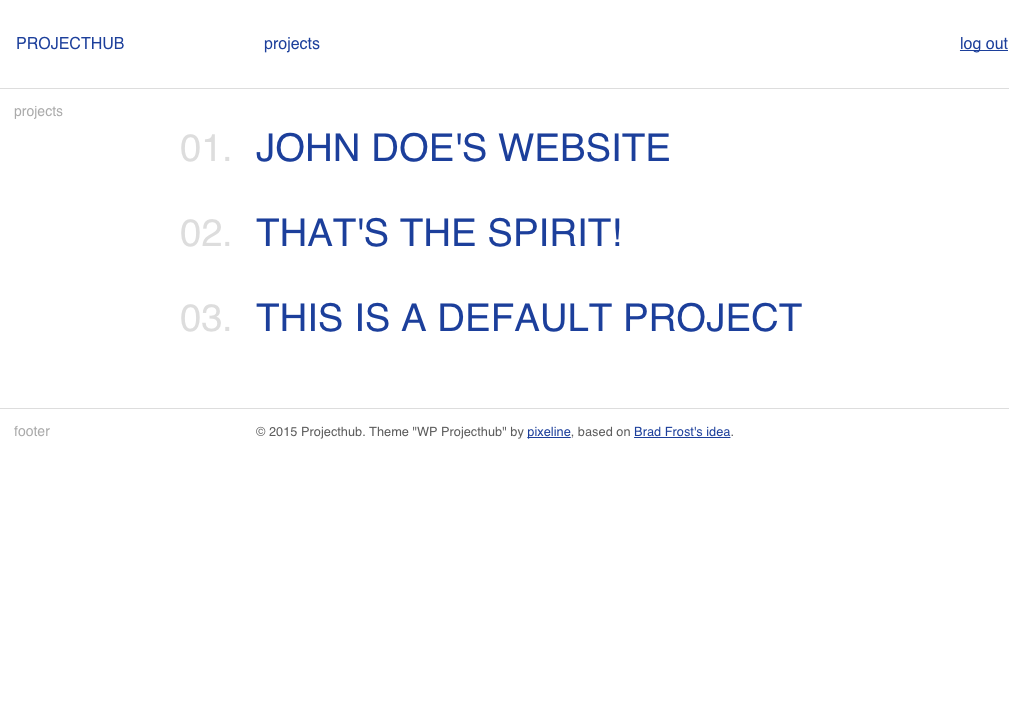 PROJECTHUB projects log out
projects
01. JOHN DOE'S WEBSITE
02. THAT'S THE SPIRIT!
03. THIS IS A DEFAULT PROJECT
footer © 2015 Projecthub. Theme "WP Projecthub" by pixeline, based on Brad Frost's idea.